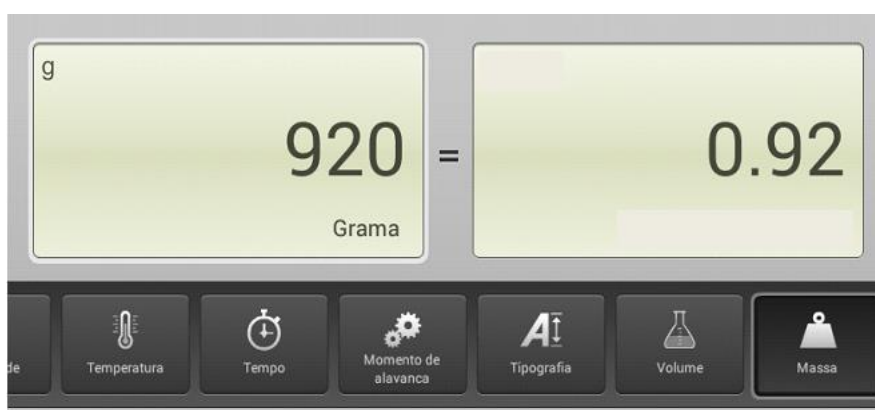 g
920
Grama
=
0.92
de
Temperatura
Tempo
Momento de
alavanca
Tipografia
Volume
Massa